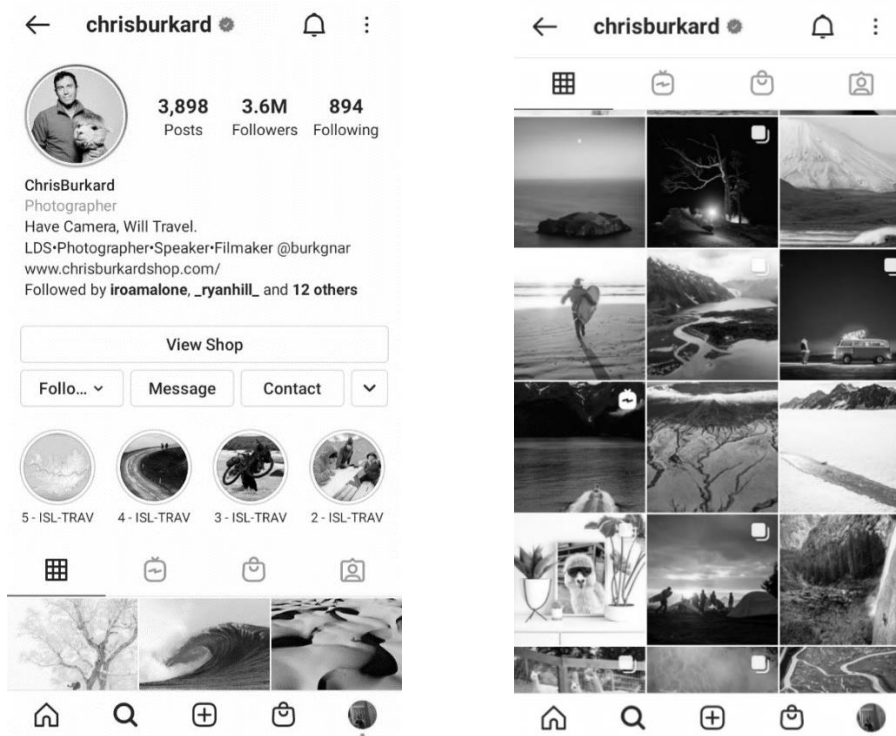 chrisburkard
3,898 3.6M 894
Posts Followers Following
ChrisBurkard
Photographer
Have Camera, Will Travel.
LDS•Photographer•Speaker•Filmaker @burkgnar
www.chrisburkardshop.com/
Followed by iroamalone, _ryanhill_ and 12 others
View Shop
Follo... Message Contact
5 - ISL-TRAV 4 - ISL-TRAV 3 - ISL-TRAV 2 - ISL-TRAV
chrisburkard